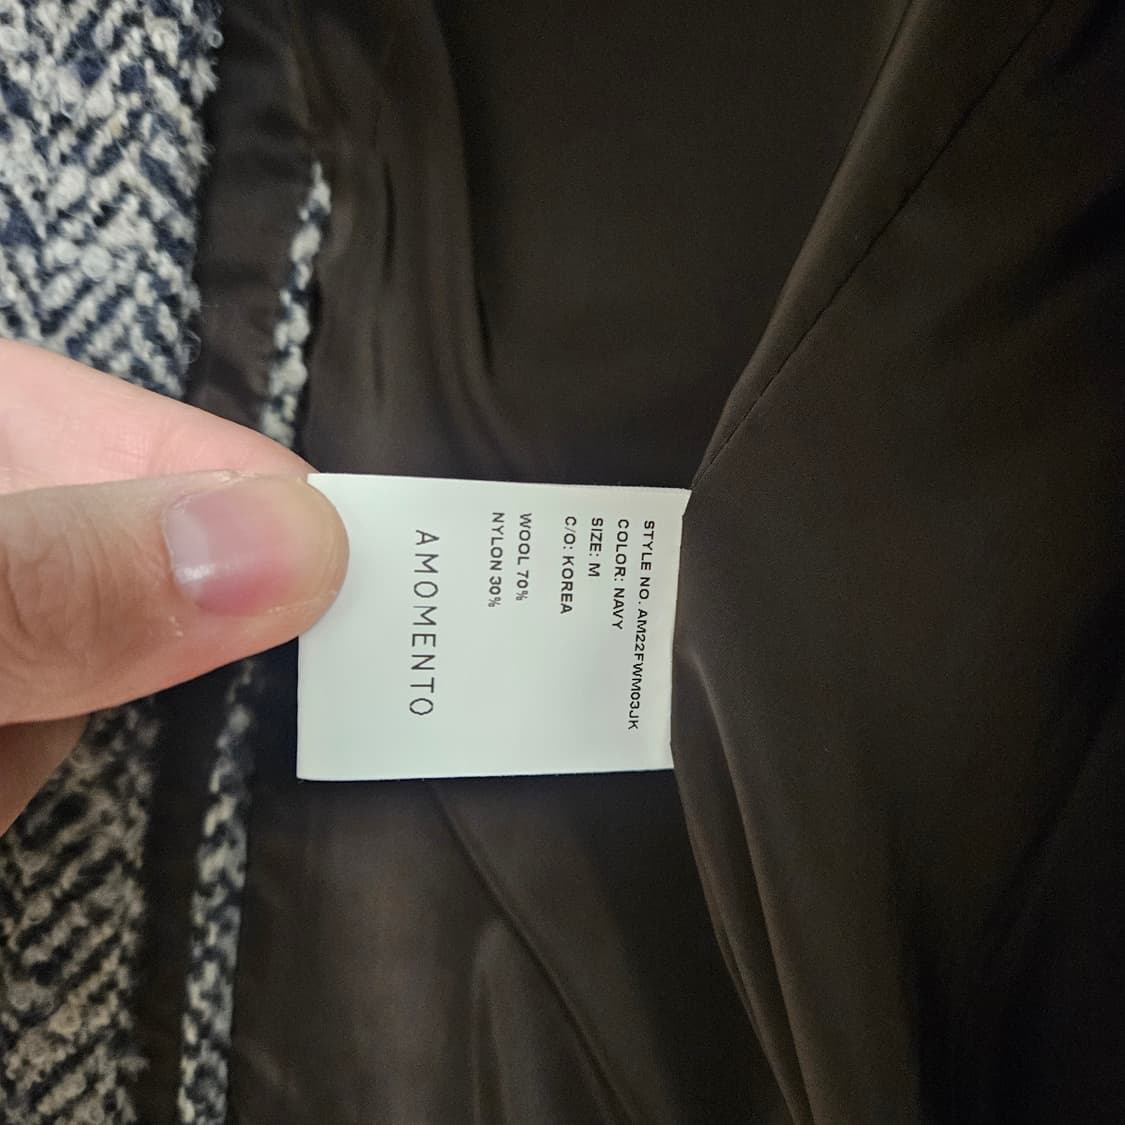 STYLE NO. AM22FWM03JK
COLOR: NAVY
SIZE: M
C/O: KOREA
WOOL 70%
NYLON 30%
AMOMENTO